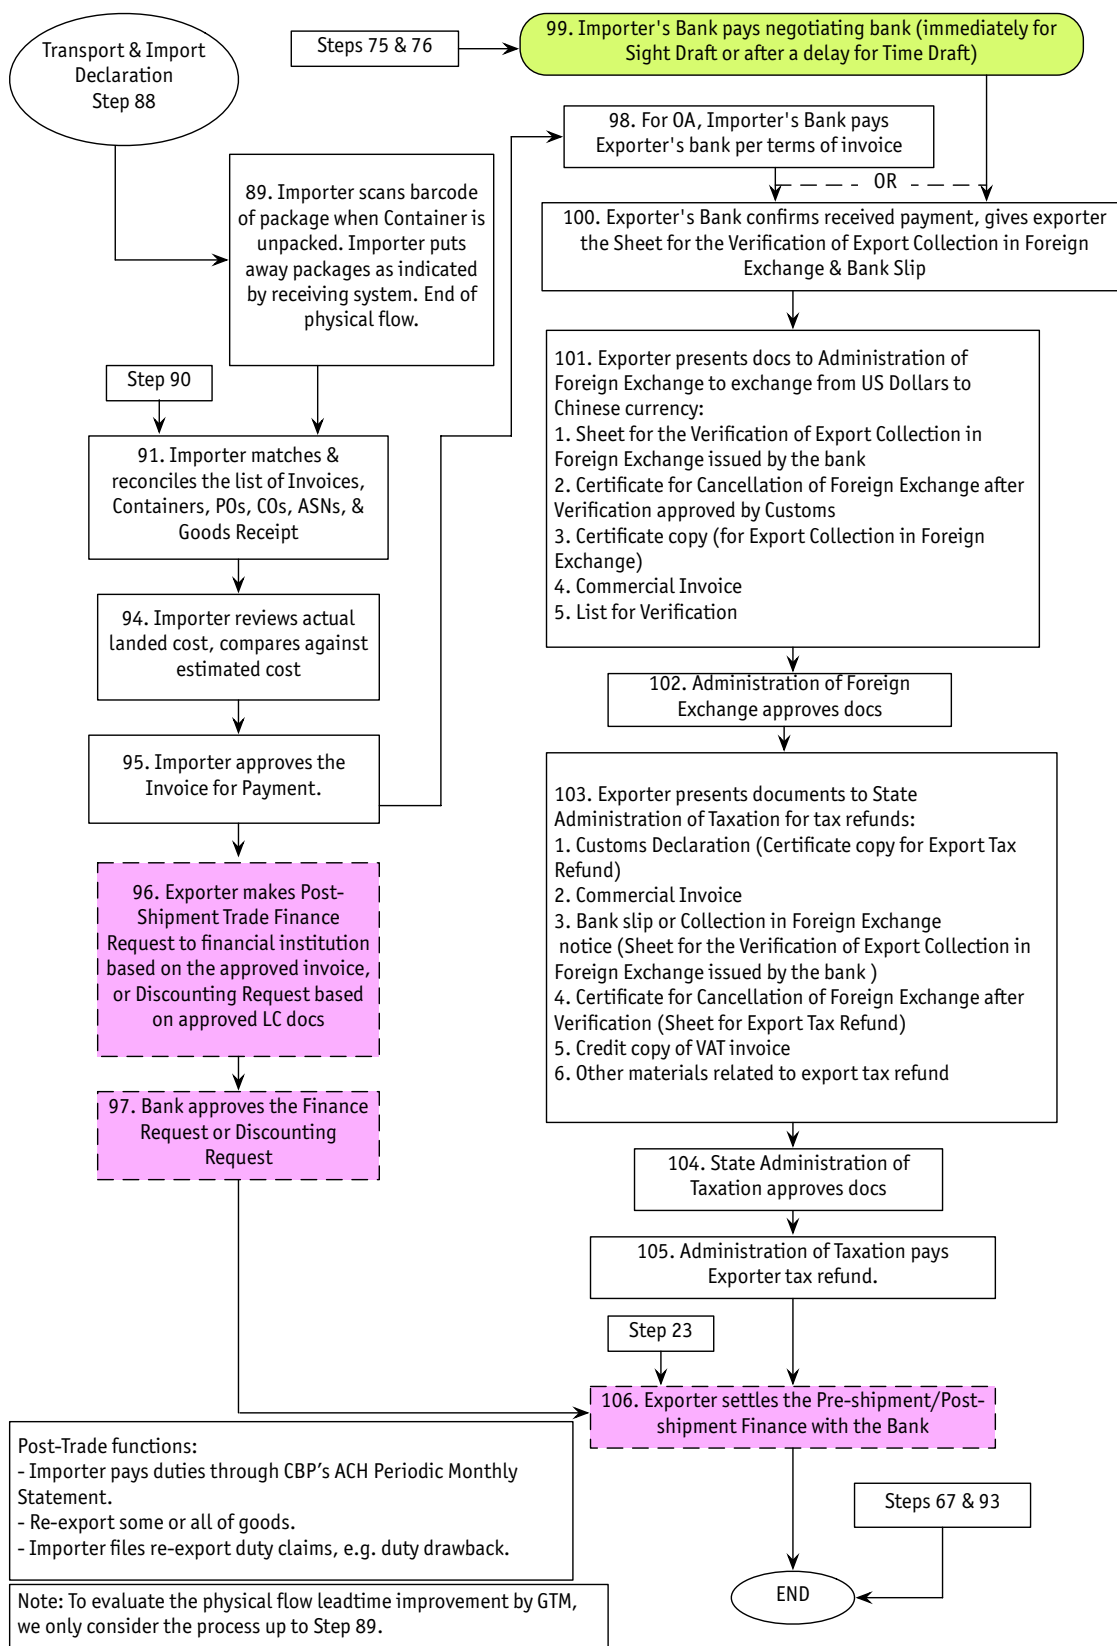 Transport & Import
Declaration
Step 88
Steps 75 & 76
99. Importer's Bank pays negotiating bank (immediately for
Sight Draft or after a delay for Time Draft)
98. For OA, Importer's Bank pays
Exporter's bank per terms of invoice
OR
89. Importer scans barcode
of package when Container is
unpacked. Importer puts
away packages as indicated
by receiving system. End of
physical flow.
100. Exporter's Bank confirms received payment, gives exporter
the Sheet for the Verification of Export Collection in Foreign
Exchange & Bank Slip
Step 90
91. Importer matches &
reconciles the list of Invoices,
Containers, POs, COs, ASNs, &
Goods Receipt
101. Exporter presents docs to Administration of
Foreign Exchange to exchange from US Dollars to
Chinese currency:
1. Sheet for the Verification of Export Collection in
Foreign Exchange issued by the bank
2. Certificate for Cancellation of Foreign Exchange after
Verification approved by Customs
3. Certificate copy (for Export Collection in Foreign
Exchange)
4. Commercial Invoice
5. List for Verification
94. Importer reviews actual
landed cost, compares against
estimated cost
102. Administration of Foreign
Exchange approves docs
95. Importer approves the
Invoice for Payment.
103. Exporter presents documents to State
Administration of Taxation for tax refunds:
1. Customs Declaration (Certificate copy for Export Tax
Refund)
2. Commercial Invoice
3. Bank slip or Collection in Foreign Exchange
notice (Sheet for the Verification of Export Collection in
Foreign Exchange issued by the bank )
4. Certificate for Cancellation of Foreign Exchange after
Verification (Sheet for Export Tax Refund)
5. Credit copy of VAT invoice
6. Other materials related to export tax refund
96. Exporter makes Post-
Shipment Trade Finance
Request to financial institution
based on the approved invoice,
or Discounting Request based
on approved LC docs
97. Bank approves the Finance
Request or Discounting
Request
104. State Administration of
Taxation approves docs
105. Administration of Taxation pays
Exporter tax refund.
Step 23
106. Exporter settles the Pre-shipment/Post-
shipment Finance with the Bank
Post-Trade functions:
- Importer pays duties through CBP's ACH Periodic Monthly
Statement.
- Re-export some or all of goods.
- Importer files re-export duty claims, e.g. duty drawback.
Steps 67 & 93
END
Note: To evaluate the physical flow leadtime improvement by GTM,
we only consider the process up to Step 89.